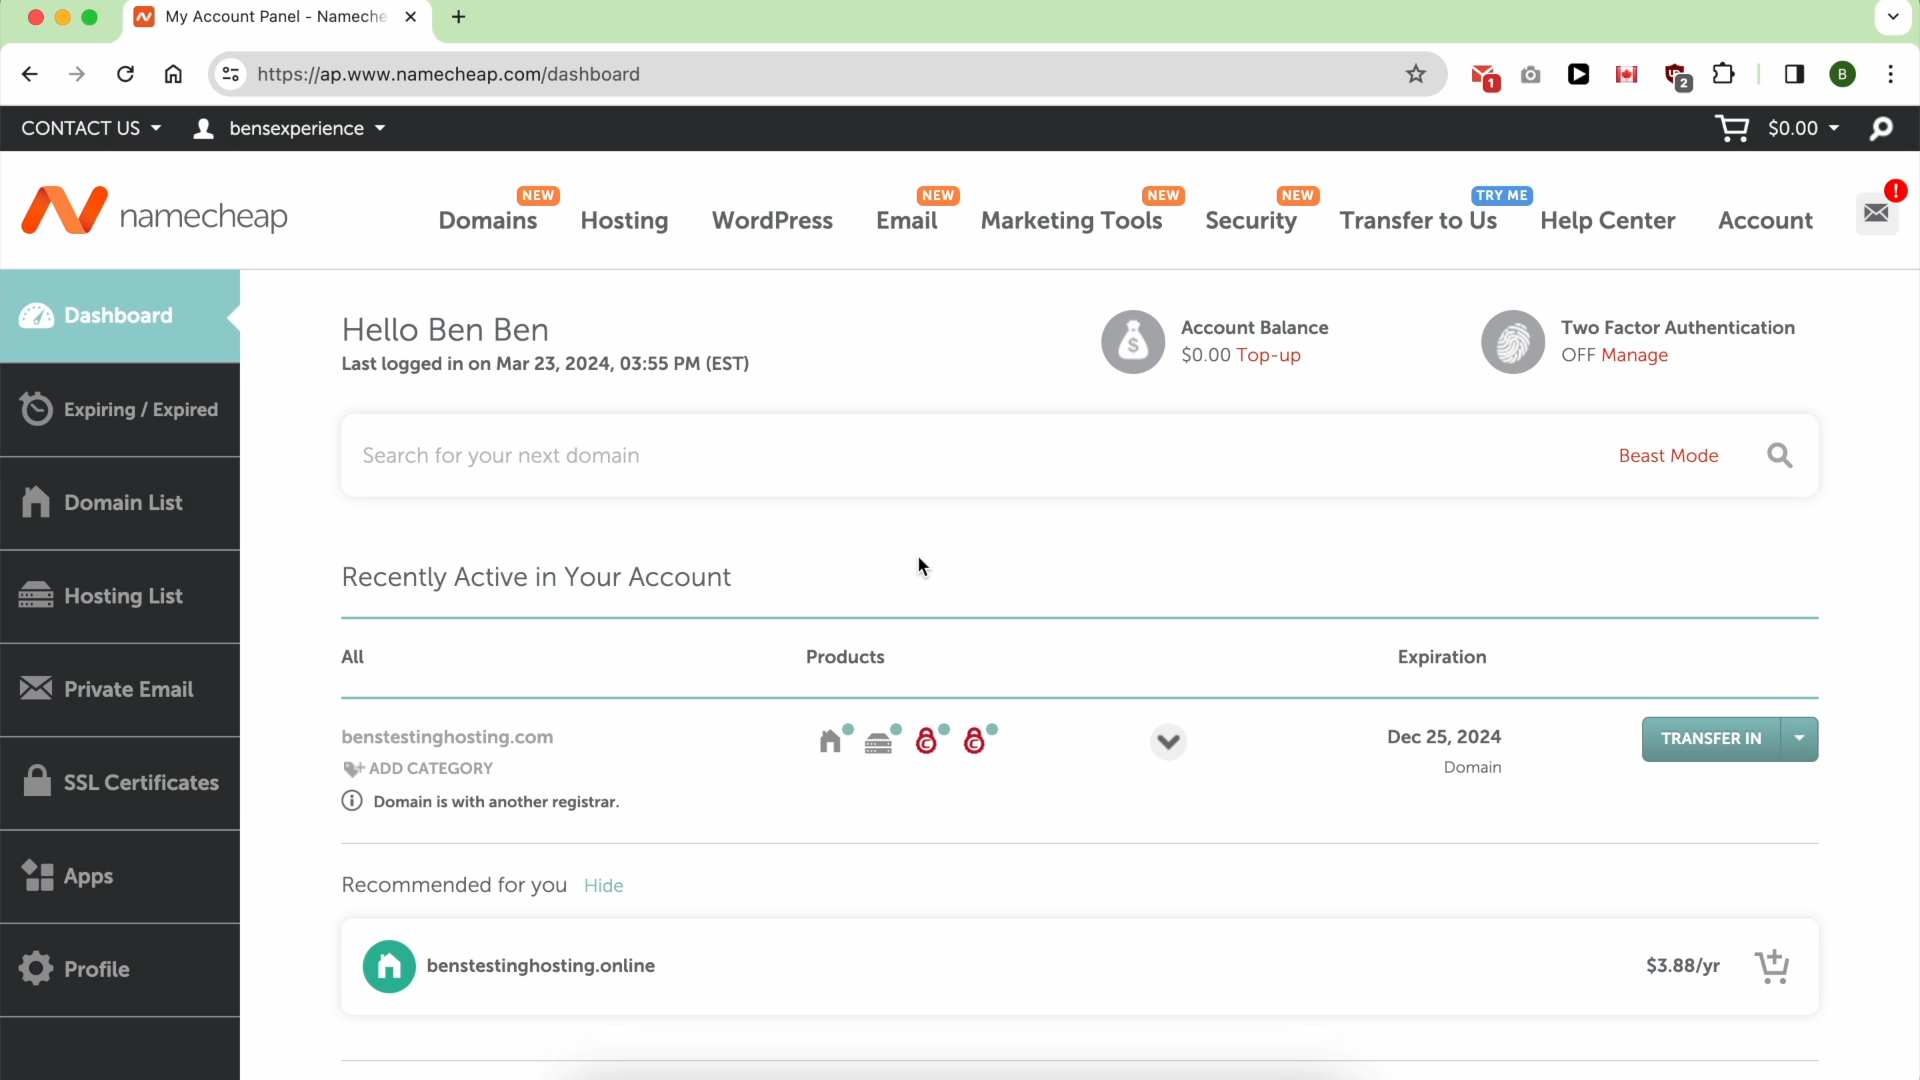 My Account Panel - Nameche
https://ap.www.namecheap.com/dashboard
1
2
B
CONTACT US
bensexperience
$0.00
namecheap
NEW
Domains
Hosting
WordPress
NEW
Email
NEW
Marketing Tools
NEW
Security
TRY ME
Transfer to Us
Help Center
Account
!
Dashboard
Expiring / Expired
Domain List
Hosting List
Private Email
SSL Certificates
Apps
Profile
Hello Ben Ben
Last logged in on Mar 23, 2024, 03:55 PM (EST)
$
Account Balance
$0.00 Top-up
Two Factor Authentication
OFF Manage
Search for your next domain
Beast Mode
Recently Active in Your Account
All
Products
Expiration
benstestinghosting.com
ADD CATEGORY
Domain is with another registrar.
Dec 25, 2024
Domain
TRANSFER IN
Recommended for you Hide
benstestinghosting.online
$3.88/yr